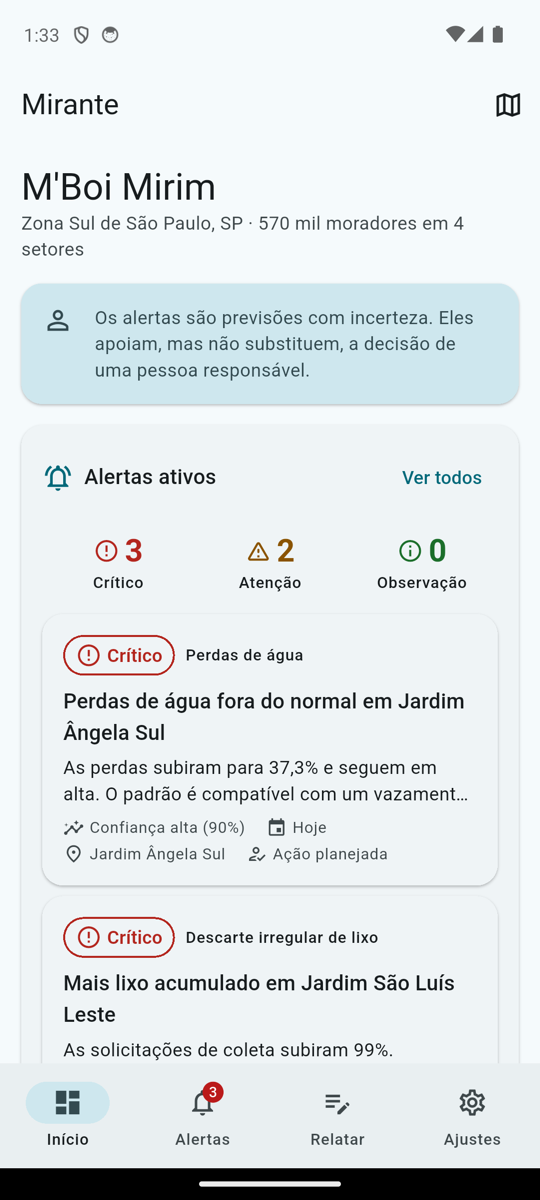 1:33
Mirante
M'Boi Mirim
Zona Sul de São Paulo, SP · 570 mil moradores em 4
setores
Os alertas são previsões com incerteza. Eles
apoiam, mas não substituem, a decisão de
uma pessoa responsável.
Alertas ativos
Ver todos
3
2
0
Crítico
Atenção
Observação
Crítico
Perdas de água
Perdas de água fora do normal em Jardim
Ângela Sul
As perdas subiram para 37,3% e seguem em
alta. O padrão é compatível com um vazament…
Confiança alta (90%)
Hoje
Jardim Ângela Sul
Ação planejada
Crítico
Descarte irregular de lixo
Mais lixo acumulado em Jardim São Luís
Leste
As solicitações de coleta subiram 99%.
3
Início
Alertas
Relatar
Ajustes